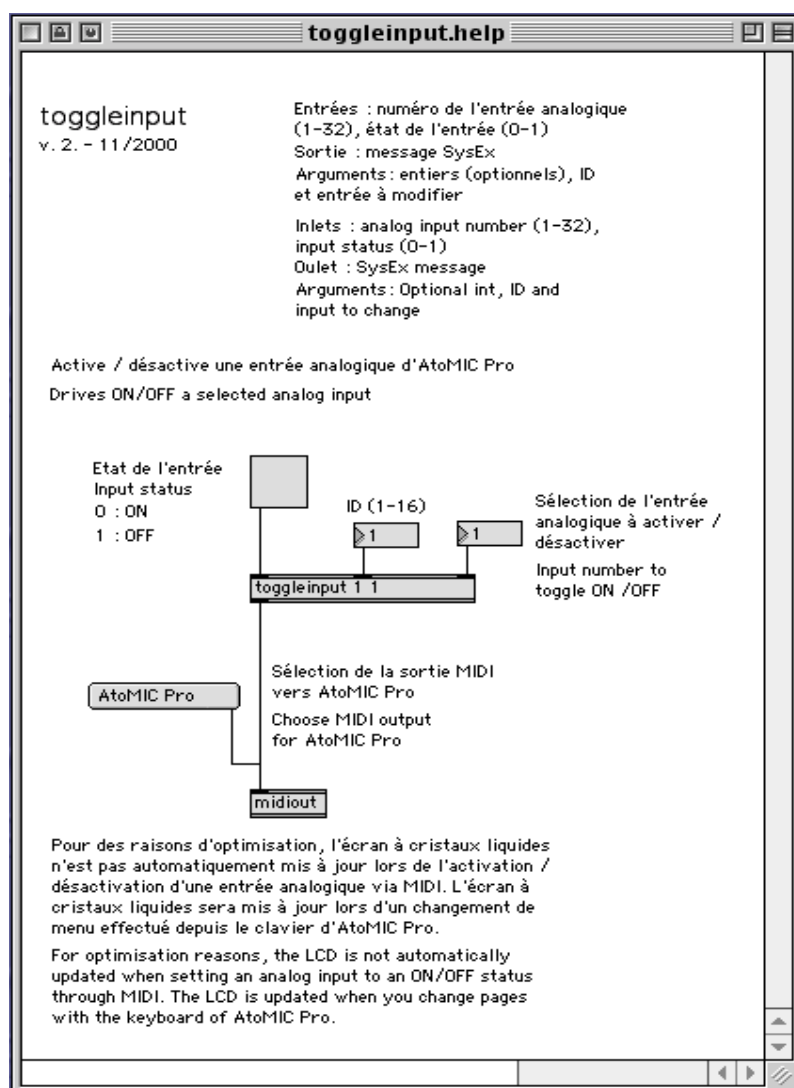 toggleinput.help
toggleinput
v. 2. - 11/2000
Entrées : numéro de l'entrée analogique
(1-32), état de l'entrée (0-1)
Sortie : message SysEx
Arguments: entiers (optionnels), ID
et entrée à modifier
Inlets : analog input number (1-32),
input status (0-1)
Oulet : SysEx message
Arguments: Optional int, ID and
input to change
Active / désactive une entrée analogique d'AtoMIC Pro
Drives ON/OFF a selected analog input
Etat de l'entrée
Input status
0 : ON
1 : OFF
ID (1-16)
1
1
Sélection de l'entrée
analogique à activer /
désactiver
Input number to
toggle ON /OFF
toggleinput 1 1
Sélection de la sortie MIDI
vers AtoMIC Pro
AtoMIC Pro
Choose MIDI output
for AtoMIC Pro
midiout
Pour des raisons d'optimisation, l'écran à cristaux liquides
n'est pas automatiquement mis à jour lors de l'activation /
désactivation d'une entrée analogique via MIDI. L'écran à
cristaux liquides sera mis à jour lors d'un changement de
menu effectué depuis le clavier d'AtoMIC Pro.
For optimisation reasons, the LCD is not automatically
updated when setting an analog input to an ON/OFF status
through MIDI. The LCD is updated when you change pages
with the keyboard of AtoMIC Pro.